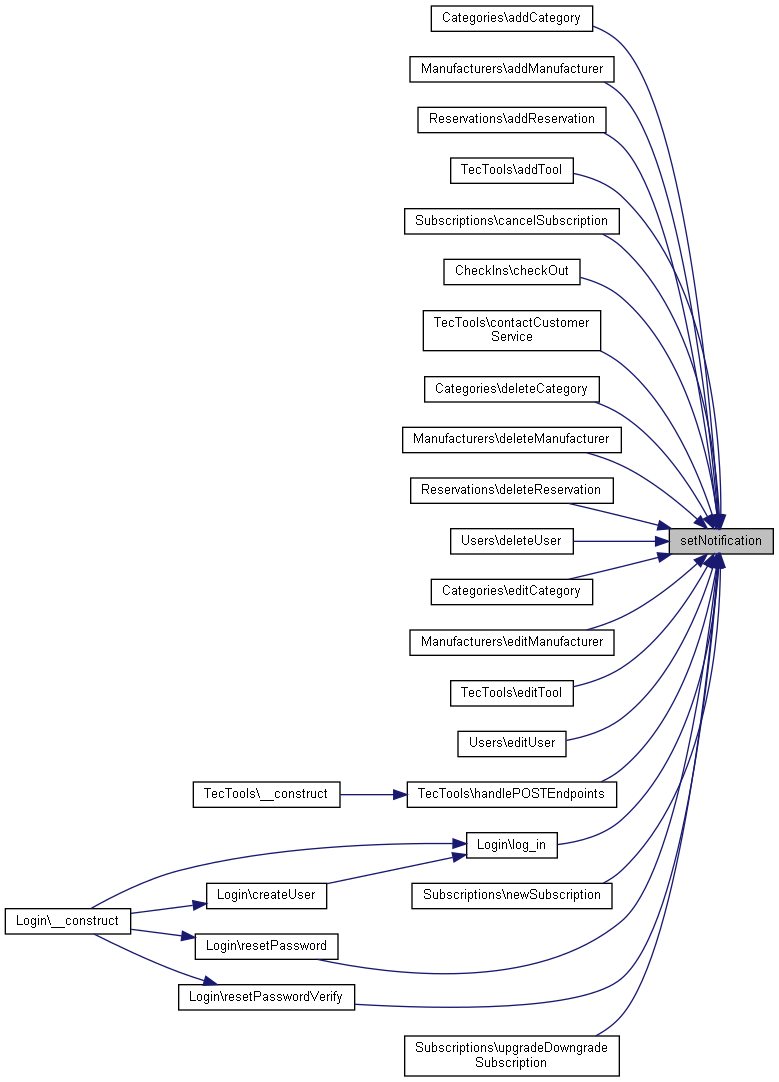 Categories\addCategory
Manufacturers\addManufacturer
Reservations\addReservation
TecTools\addTool
Subscriptions\cancelSubscription
CheckIns\checkOut
TecTools\contactCustomer
Service
Categories\deleteCategory
Manufacturers\deleteManufacturer
Reservations\deleteReservation
Users\deleteUser
setNotification
Categories\editCategory
Manufacturers\editManufacturer
TecTools\editTool
Users\editUser
TecTools\__construct
TecTools\handlePOSTEndpoints
Login\log_in
Login\createUser
Subscriptions\newSubscription
Login\__construct
Login\resetPassword
Login\resetPasswordVerify
Subscriptions\upgradeDowngrade
Subscription